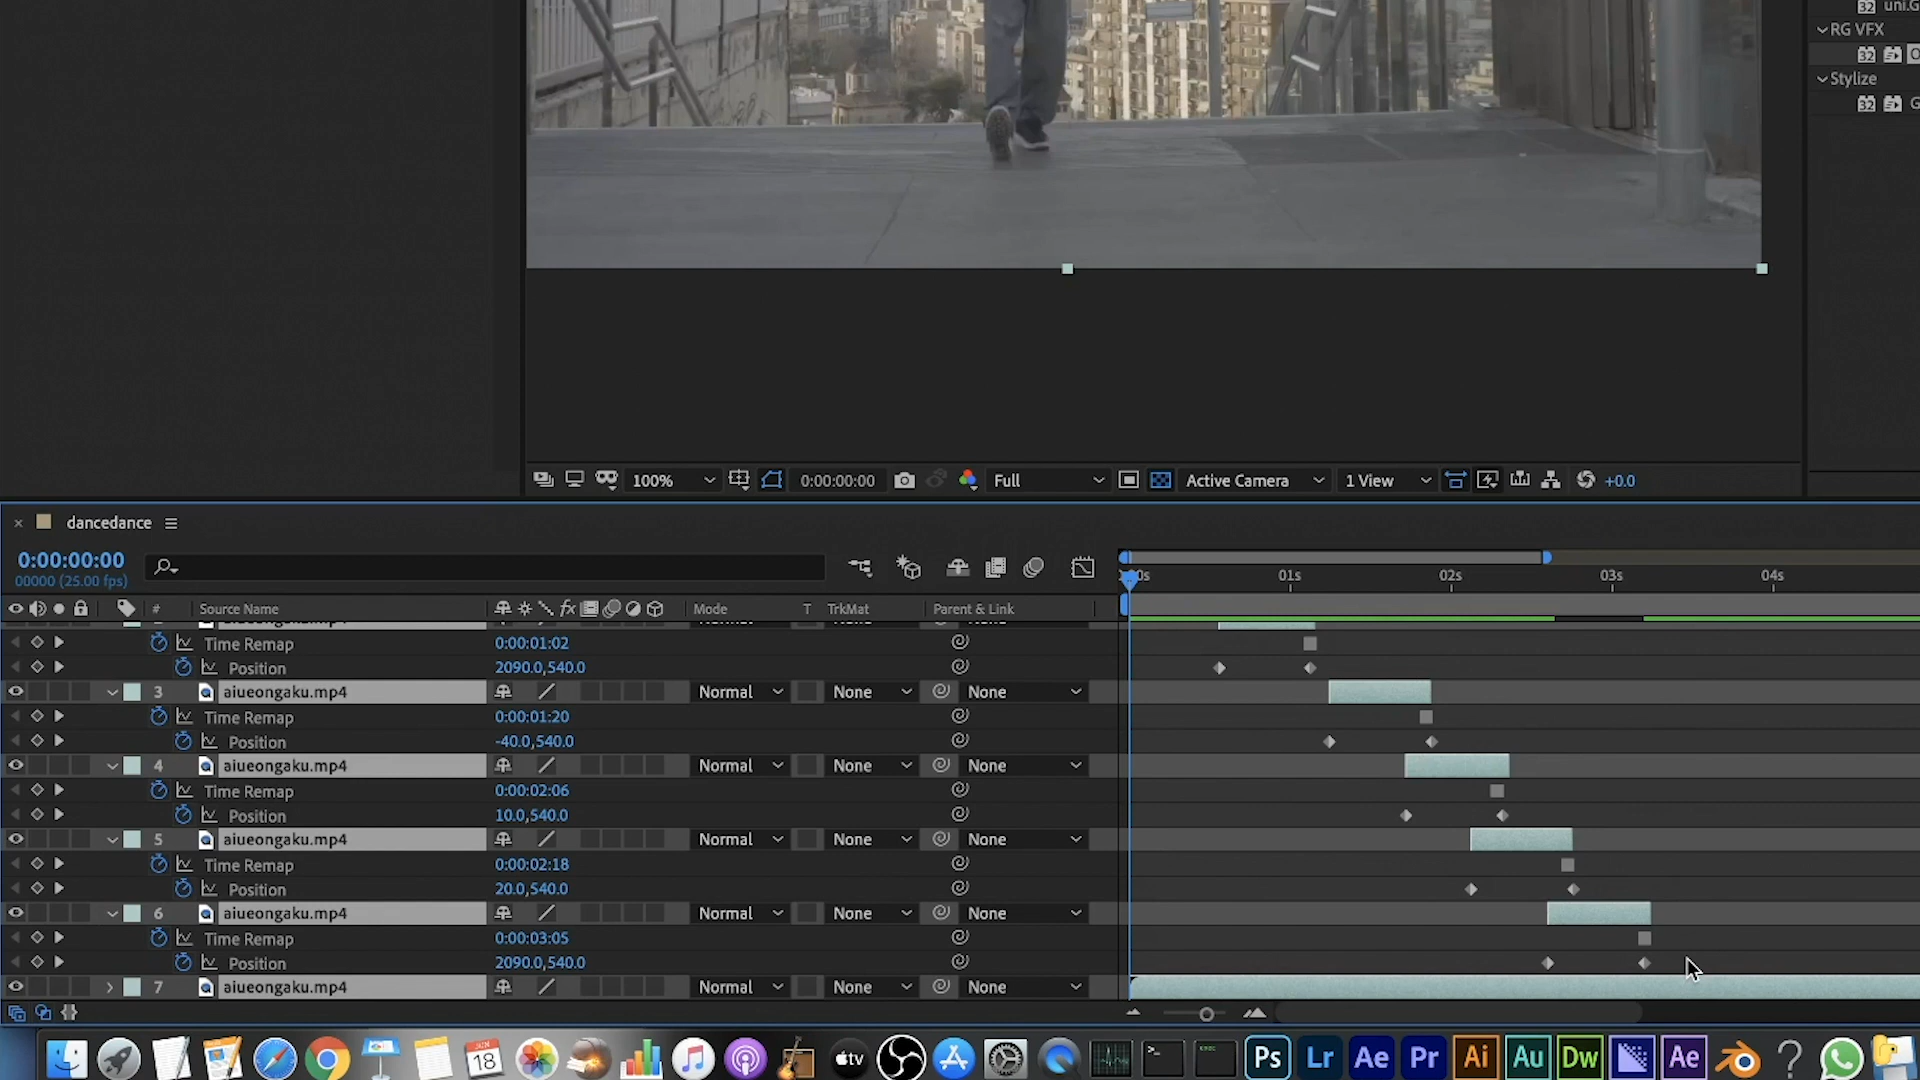 32 uni.G
RG VFX
32
Stylize
32 G
100% 0:00:00:00 Full Active Camera 1 View +0.0
× dancedance
0:00:00:00
00000 (25.00 fps)
0s 01s 02s 03s 04s
# Source Name fx Mode T TrkMat Parent & Link
Time Remap 0:00:01:02
Position 2090.0,540.0
3 aiueongaku.mp4 Normal None None
Time Remap 0:00:01:20
Position -40.0,540.0
4 aiueongaku.mp4 Normal None None
Time Remap 0:00:02:06
Position 10.0,540.0
5 aiueongaku.mp4 Normal None None
Time Remap 0:00:02:18
Position 20.0,540.0
6 aiueongaku.mp4 Normal None None
Time Remap 0:00:03:05
Position 2090.0,540.0
7 aiueongaku.mp4 Normal None None
18 tv Ps Lr Ae Pr Ai Au Dw Ae ?